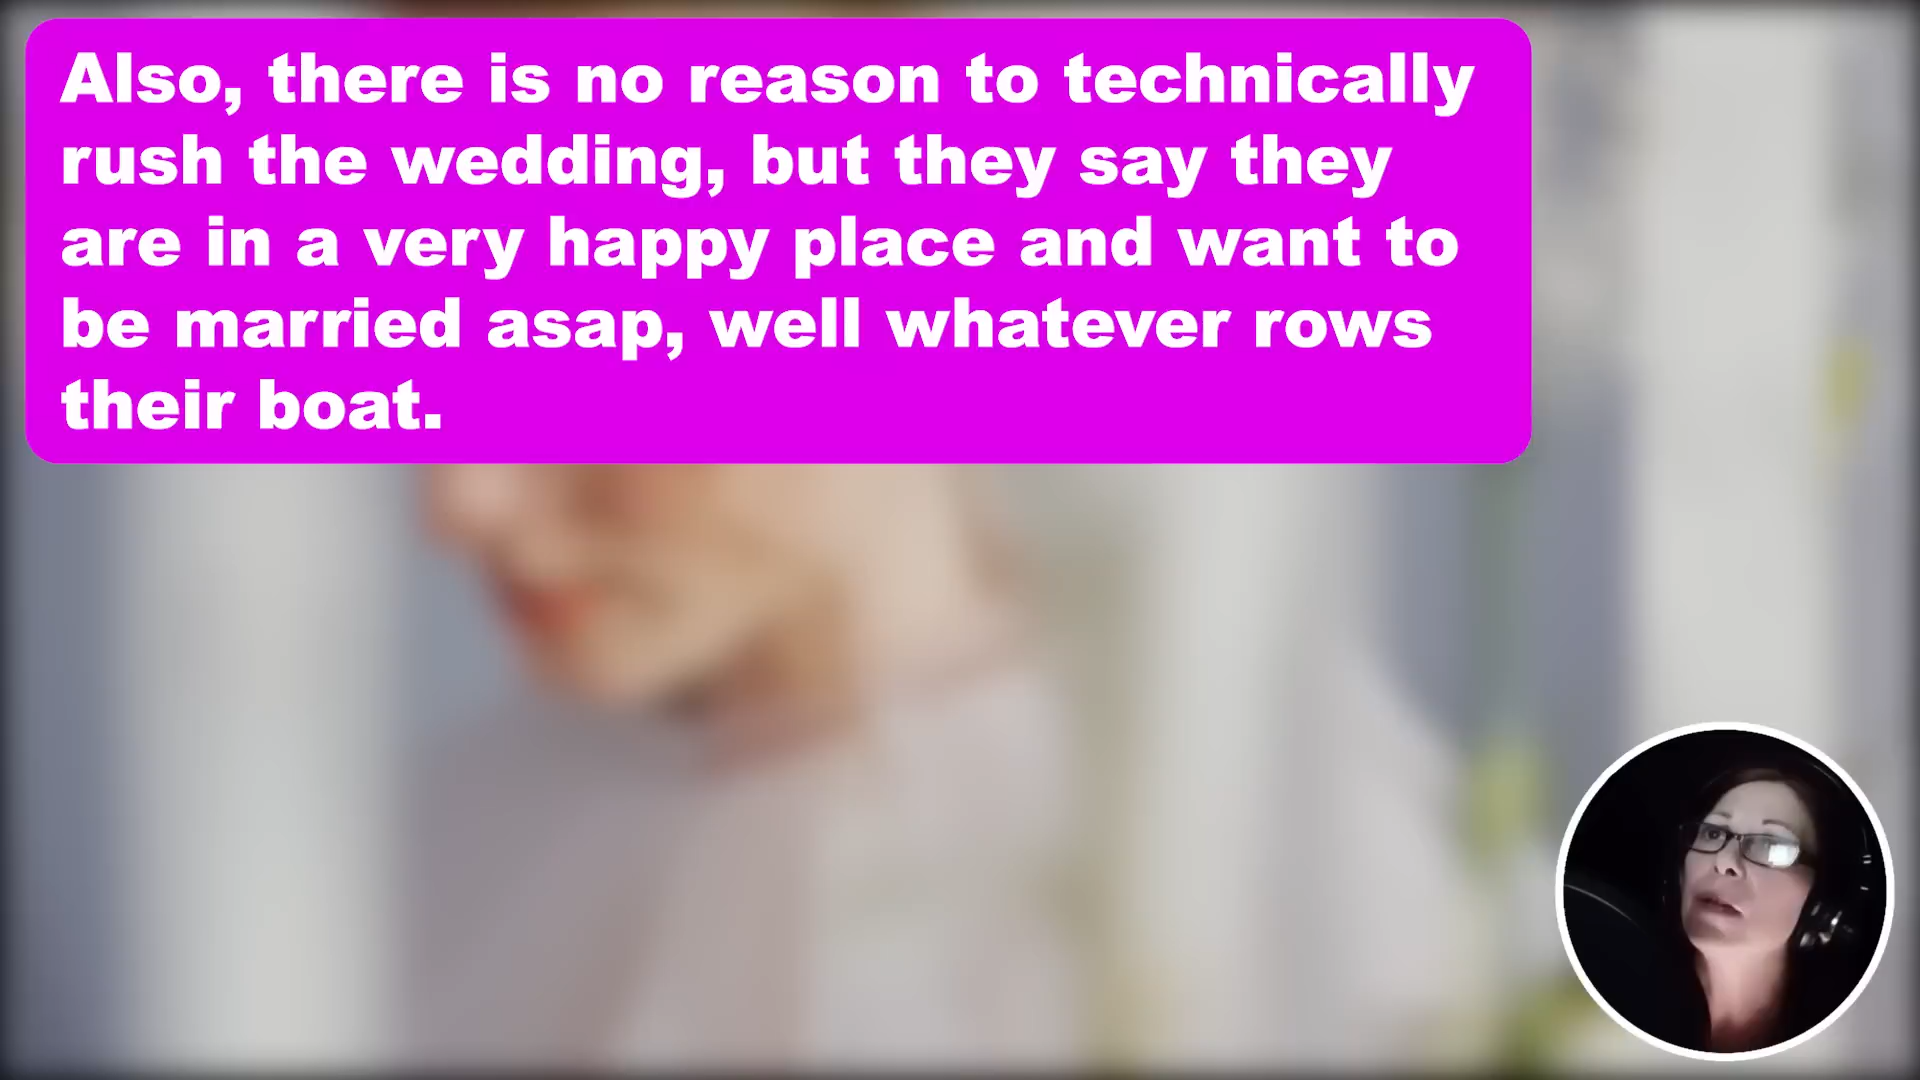 Also, there is no reason to technically
rush the wedding, but they say they
are in a very happy place and want to
be married asap, well whatever rows
their boat.